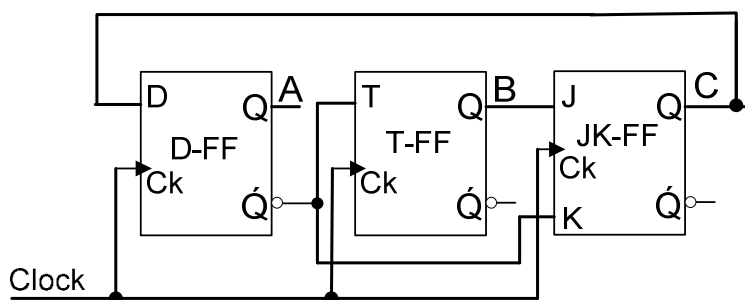 D Q A
D-FF
Ck
Q́
T Q B
T-FF
Ck
Q́
J Q C
JK-FF
Ck
K Q́
Clock